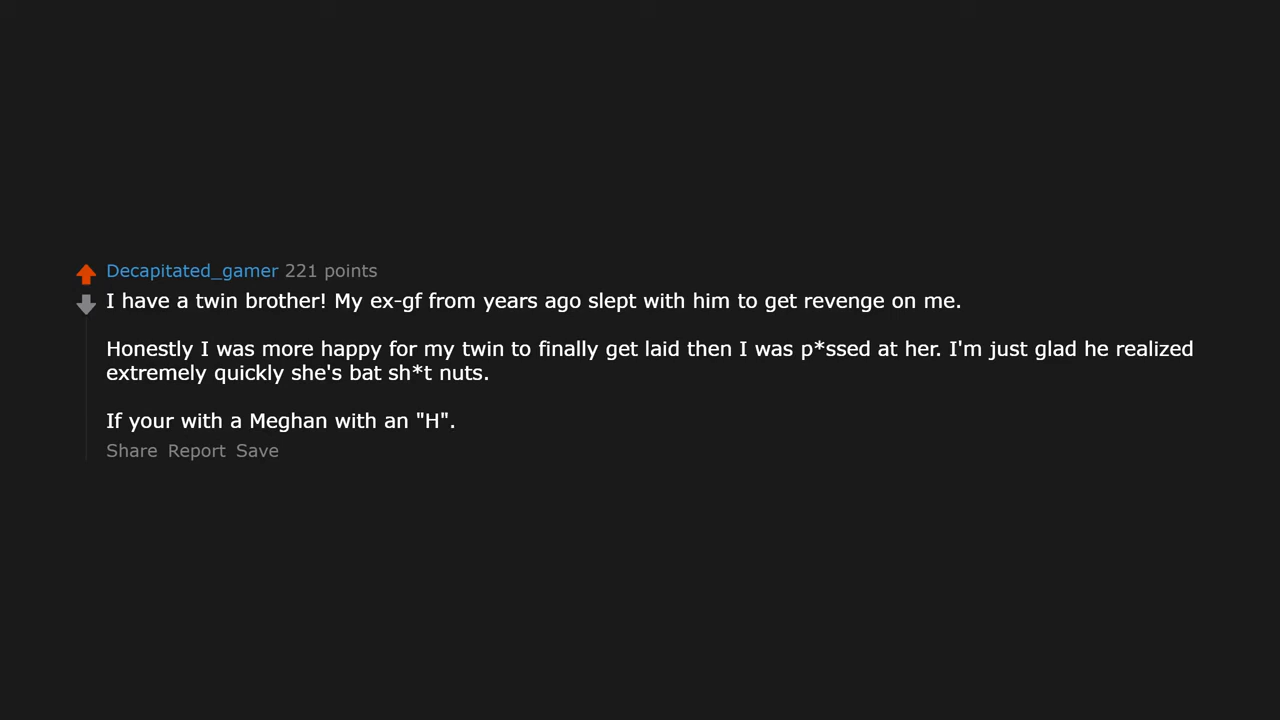 Decapitated_gamer 221 points
I have a twin brother! My ex-gf from years ago slept with him to get revenge on me.
Honestly I was more happy for my twin to finally get laid then I was p*ssed at her. I'm just glad he realized
extremely quickly she's bat sh*t nuts.
If your with a Meghan with an "H".
Share Report Save